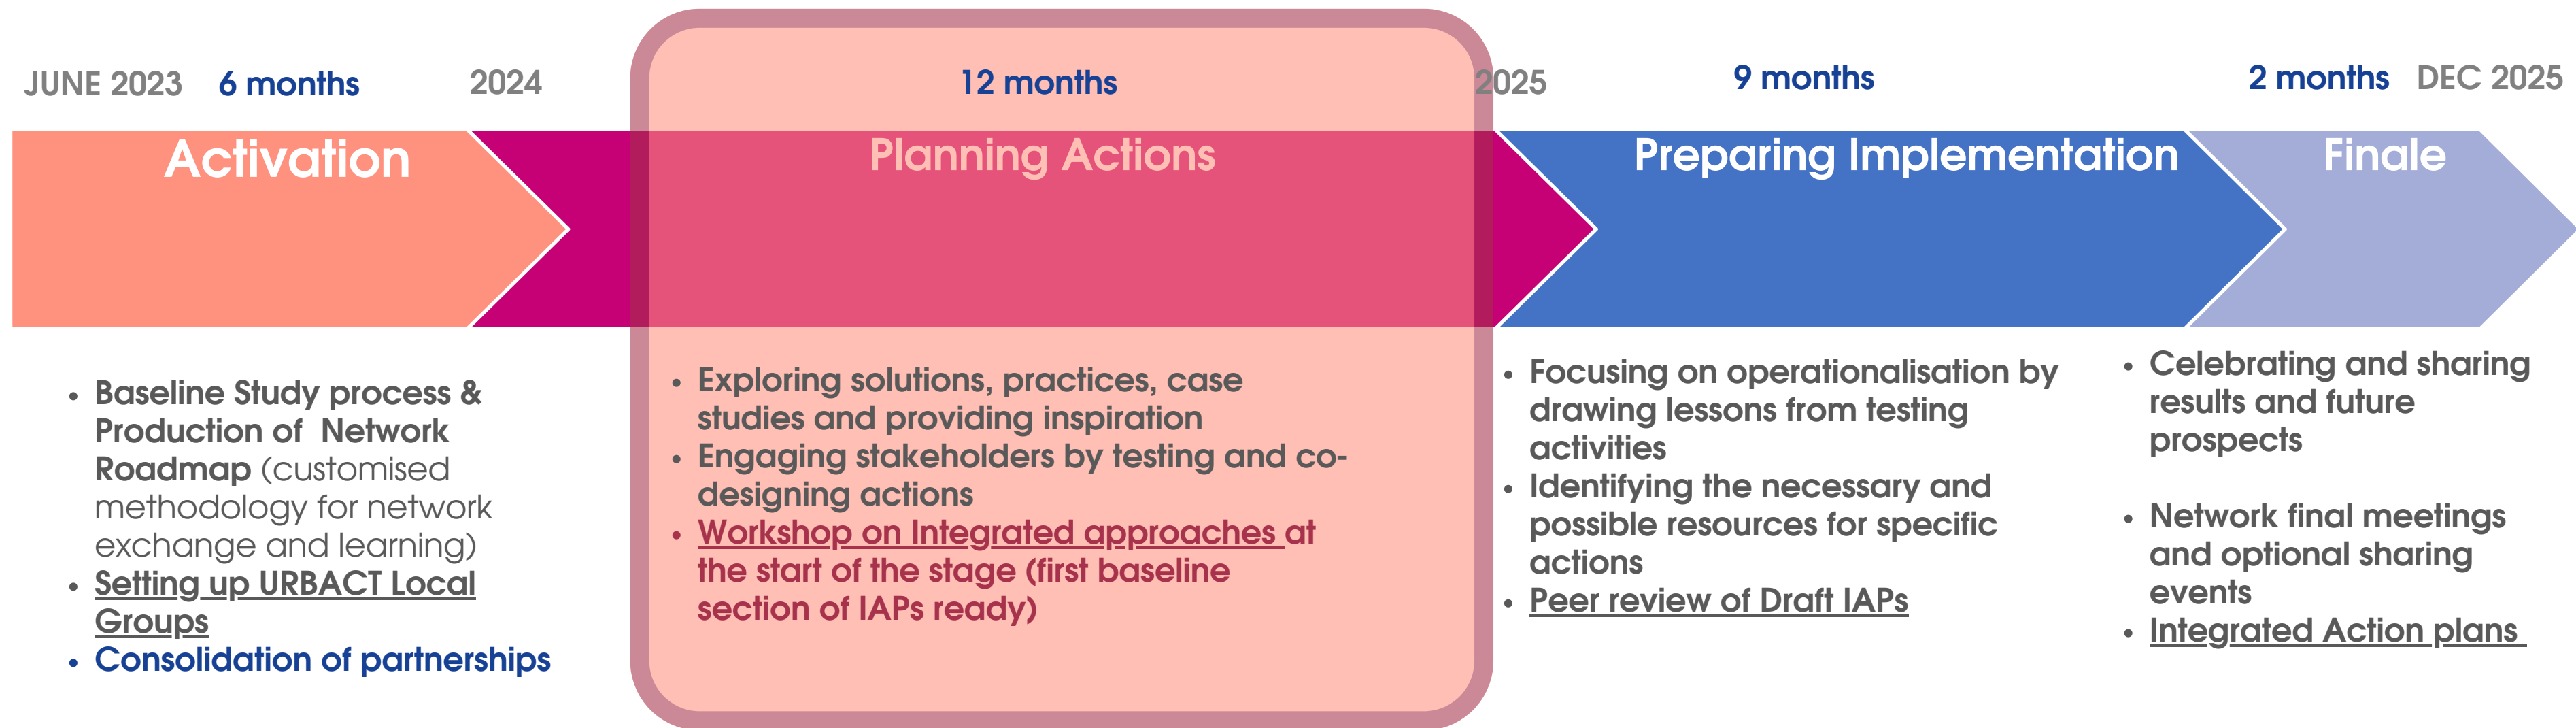 JUNE 2023 6 months 2024 12 months 2025 9 months 2 months DEC 2025
Activation
Planning Actions
Preparing Implementation
Finale
• Baseline Study process &
Production of Network
Roadmap (customised
methodology for network
exchange and learning)
• Setting up URBACT Local
Groups
• Consolidation of partnerships
• Exploring solutions, practices, case
studies and providing inspiration
• Engaging stakeholders by testing and co-
designing actions
• Workshop on Integrated approaches at
the start of the stage (first baseline
section of IAPs ready)
• Focusing on operationalisation by
drawing lessons from testing
activities
• Identifying the necessary and
possible resources for specific
actions
• Peer review of Draft IAPs
• Celebrating and sharing
results and future
prospects
• Network final meetings
and optional sharing
events
• Integrated Action plans